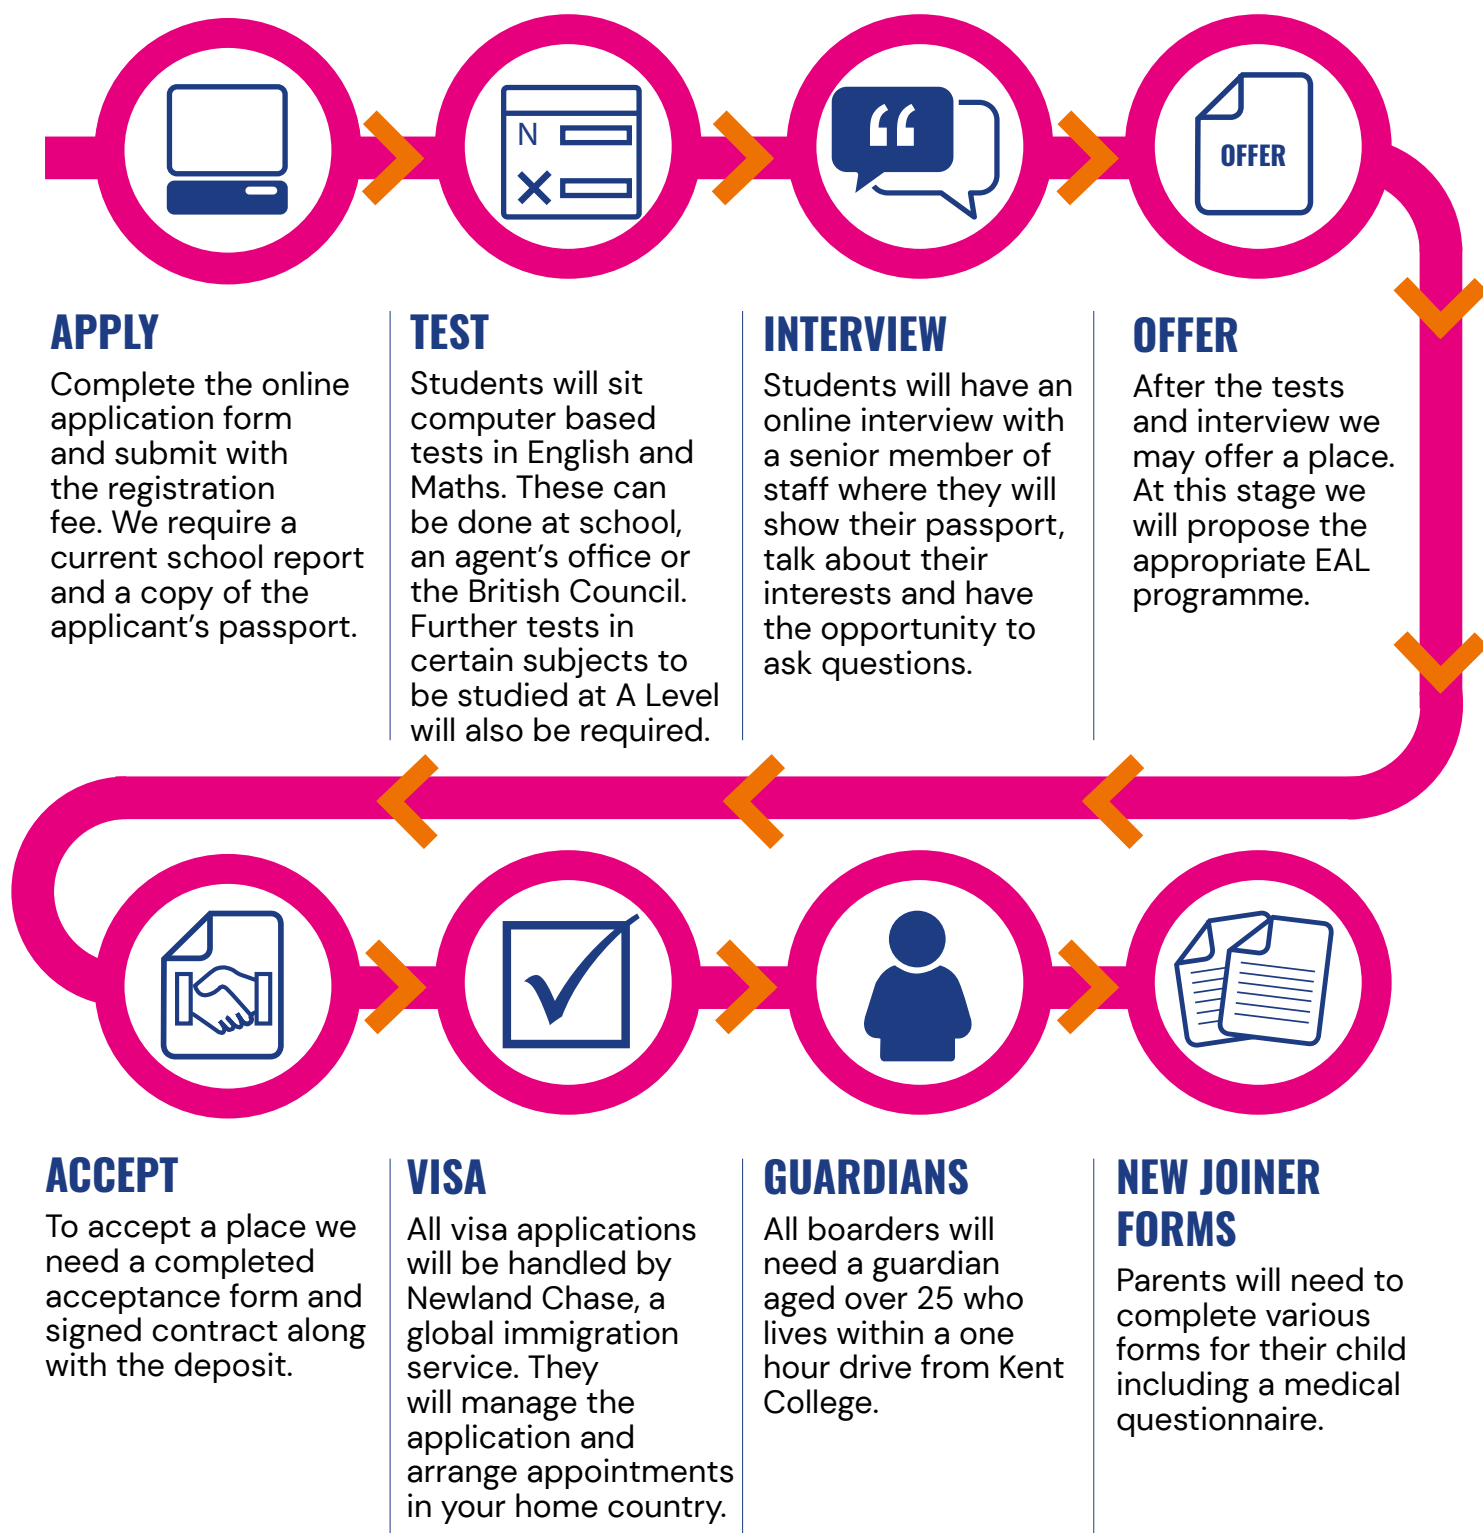 N
OFFER
APPLY
Complete the online
application form
and submit with
the registration
fee. We require a
current school report
and a copy of the
applicant's passport.
TEST
Students will sit
computer based
tests in English and
Maths. These can
be done at school,
an agent's office or
the British Council.
Further tests in
certain subjects to
be studied at A Level
will also be required.
INTERVIEW
Students will have an
online interview with
a senior member of
staff where they will
show their passport,
talk about their
interests and have
the opportunity to
ask questions.
OFFER
After the tests
and interview we
may offer a place.
At this stage we
will propose the
appropriate EAL
programme.
ACCEPT
To accept a place we
need a completed
acceptance form and
signed contract along
with the deposit.
VISA
All visa applications
will be handled by
Newland Chase, a
global immigration
service. They
will manage the
application and
arrange appointments
in your home country.
GUARDIANS
All boarders will
need a guardian
aged over 25 who
lives within a one
hour drive from Kent
College.
NEW JOINER
FORMS
Parents will need to
complete various
forms for their child
including a medical
questionnaire.